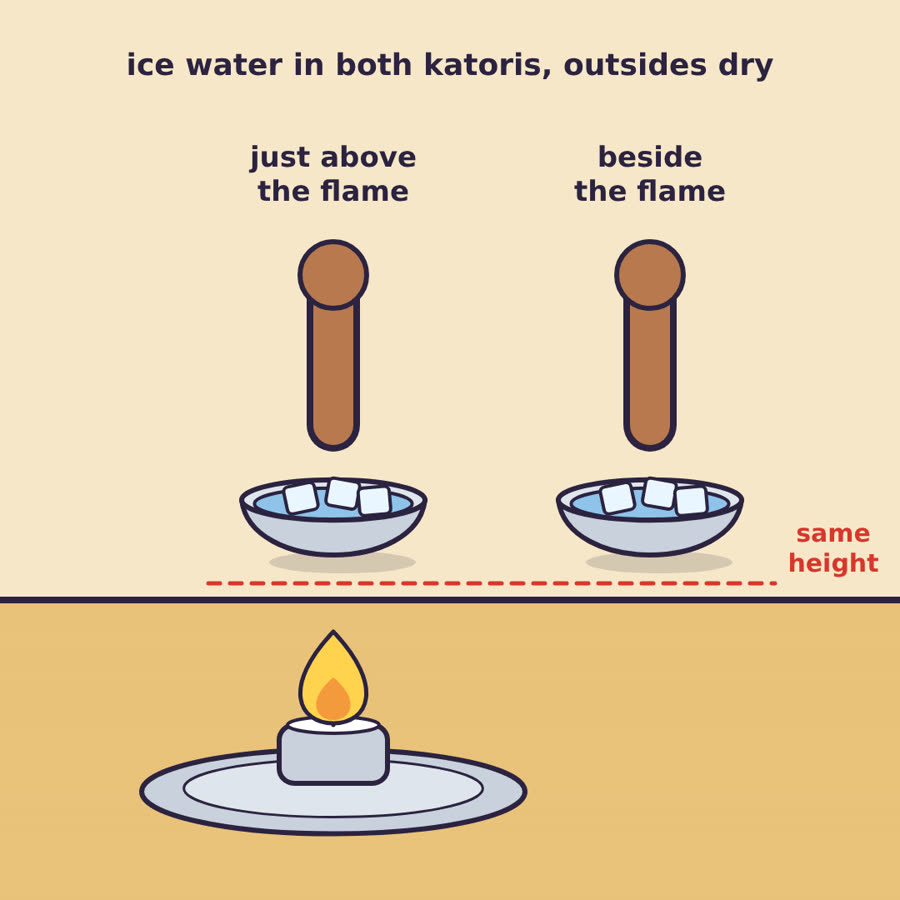 ice water in both katoris, outsides dry
just above
the flame
beside
the flame
same
height